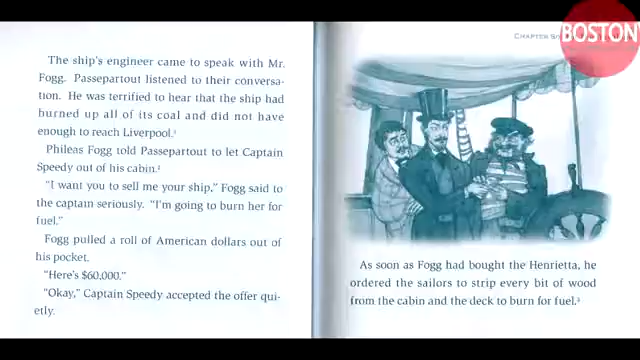 The ship's engineer came to speak with Mr.
Fogg. Passepartout listened to their conversa-
tion. He was terrified to hear that the ship had
burned up all of its coal and did not have
enough to reach Liverpool.¹
Phileas Fogg told Passepartout to let Captain
Speedy out of his cabin.²
"I want you to sell me your ship," Fogg said to
the captain seriously. "I'm going to burn her for
fuel."
Fogg pulled a roll of American dollars out of
his pocket.
"Here's $60,000."
"Okay," Captain Speedy accepted the offer qui-
etly.
CHAPTER
BOSTON
As soon as Fogg had bought the Henrietta, he
ordered the sailors to strip every bit of wood
from the cabin and the deck to burn for fuel.³